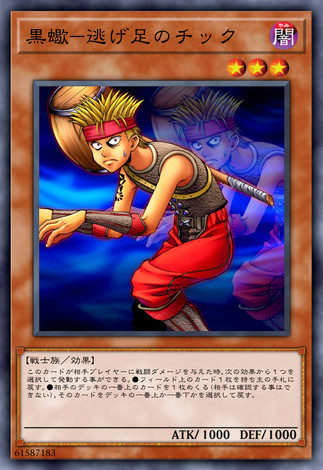 黒蠍－逃げ足のチック
やみ
闇
【戦士族／効果】
このカードが相手プレイヤーに戦闘ダメージを与えた時、次の効果から１つを
選択して発動する事ができる。●フィールド上のカード１枚を持ち主の手札に
戻す。●相手のデッキの一番上のカードを１枚めくる（相手は確認する事はで
きない）。そのカードをデッキの一番上か一番下かを選択して戻す。
ATK/1000 DEF/1000
61587183